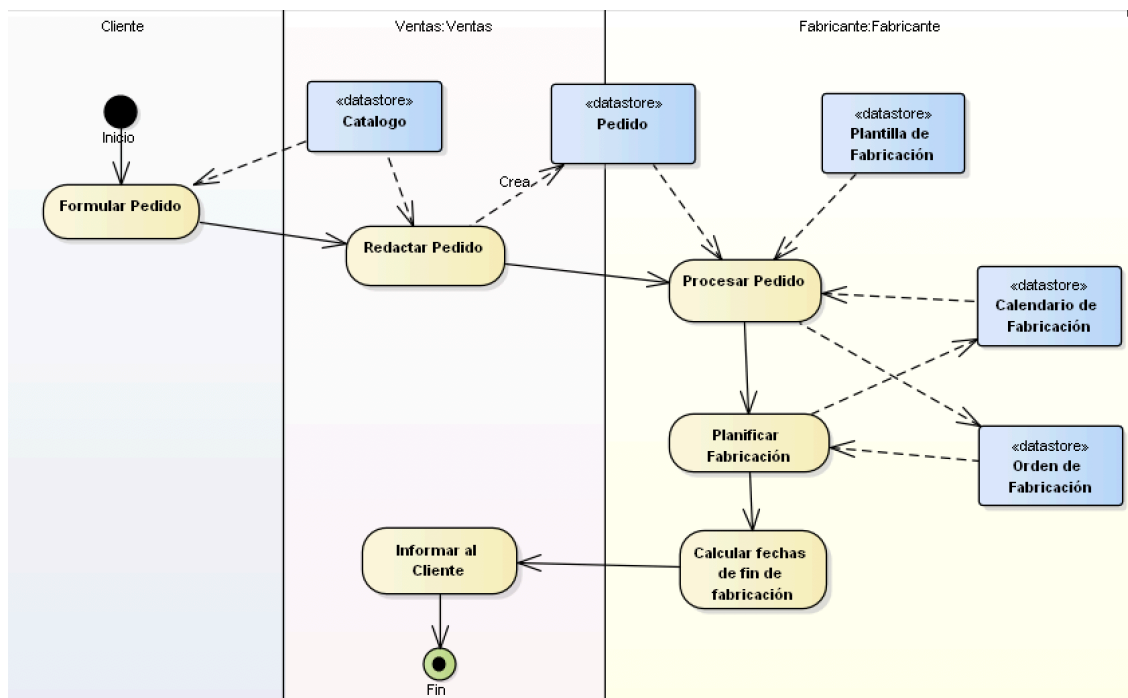 Cliente
Ventas:Ventas
Fabricante:Fabricante
Inicio
«datastore»
Catalogo
«datastore»
Pedido
«datastore»
Plantilla de
Fabricación
Crea
Formular Pedido
Redactar Pedido
Procesar Pedido
«datastore»
Calendario de
Fabricación
Planificar
Fabricación
«datastore»
Orden de
Fabricación
Informar al
Cliente
Calcular fechas
de fin de
fabricación
Fin